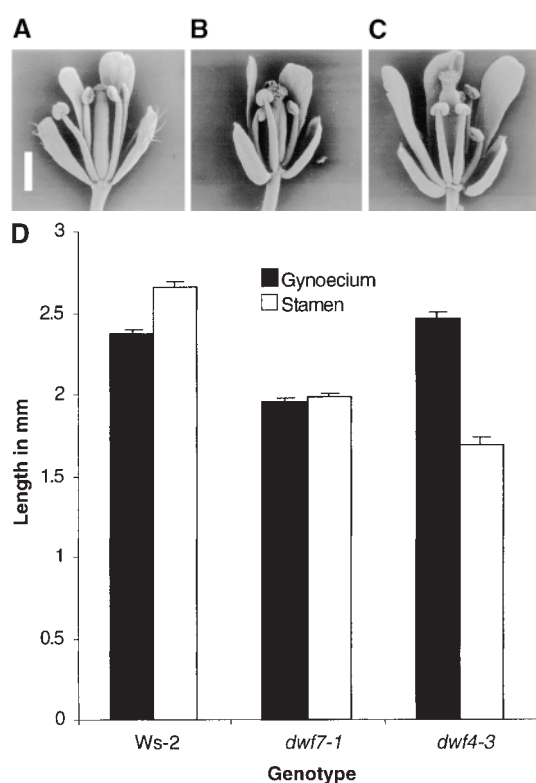 A
B
C
D
3
2.5
2
1.5
1
0.5
0
Length in mm
Gynoecium
Stamen
Ws-2
dwf7-1
dwf4-3
Genotype